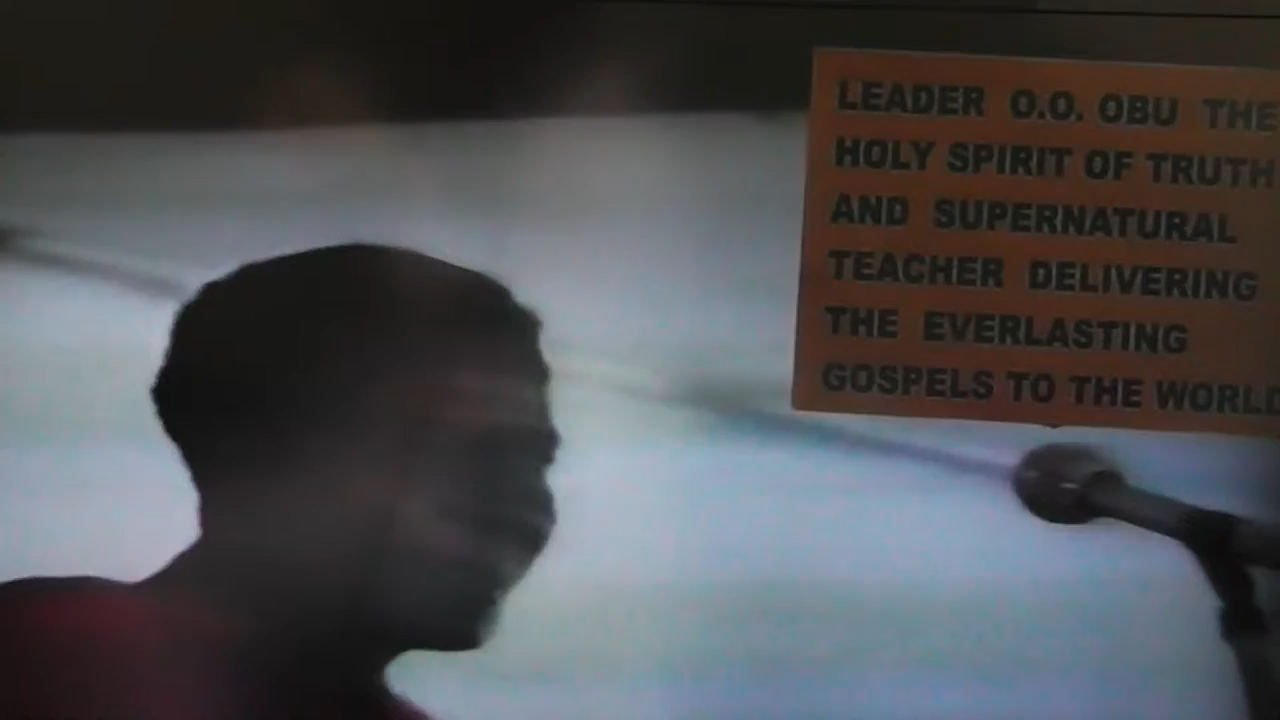 LEADER O.O. OBU THE
HOLY SPIRIT OF TRUTH
AND SUPERNATURAL
TEACHER DELIVERING
THE EVERLASTING
GOSPELS TO THE WORLD